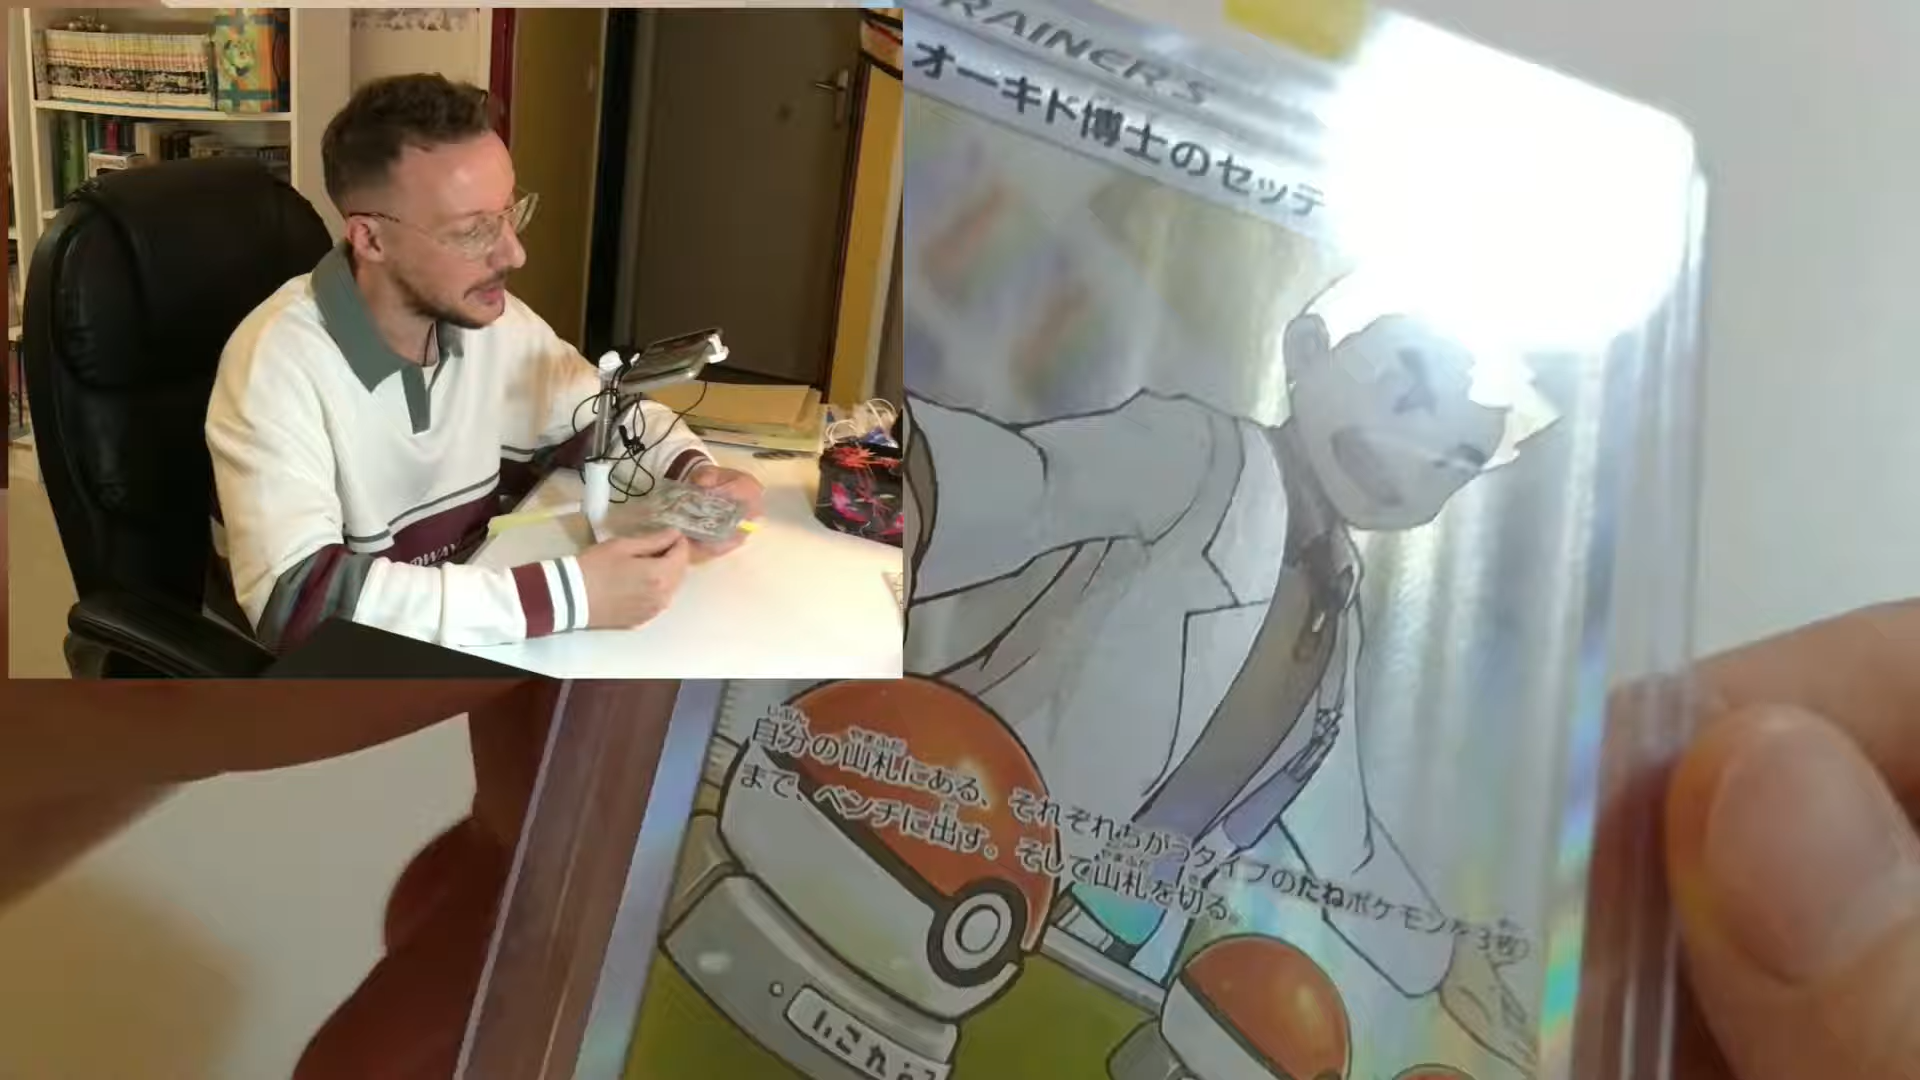 TRAINERS
オーキド博士のセッテ
自分の山札にある、それぞれちがうタイプのたねポケモンを3枚
まで、ベンチに出す。そして山札を切る。